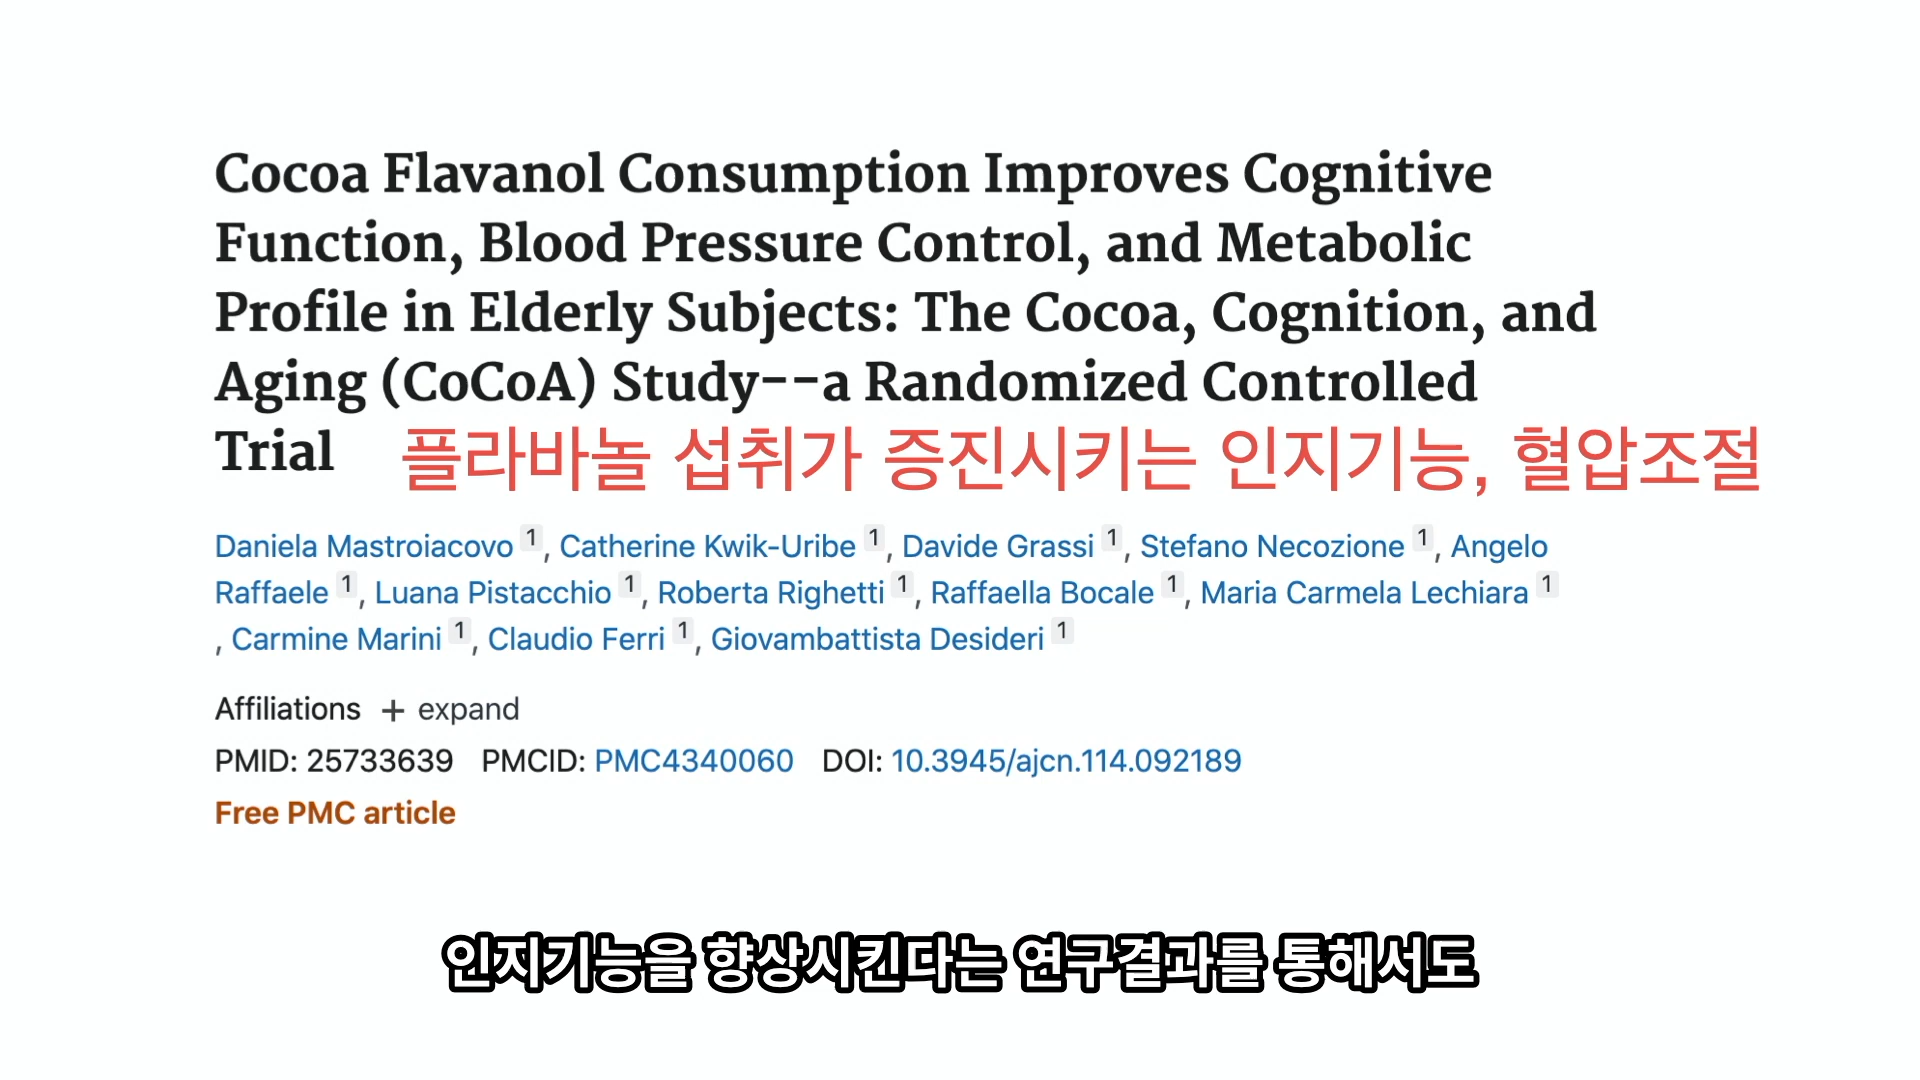 Cocoa Flavanol Consumption Improves Cognitive
Function, Blood Pressure Control, and Metabolic
Profile in Elderly Subjects: The Cocoa, Cognition, and
Aging (CoCoA) Study--a Randomized Controlled
Trial 플라바놀 섭취가 증진시키는 인지기능, 혈압조절
Daniela Mastroiacovo 1, Catherine Kwik-Uribe 1, Davide Grassi 1, Stefano Necozione 1, Angelo
Raffaele 1, Luana Pistacchio 1, Roberta Righetti 1, Raffaella Bocale 1, Maria Carmela Lechiara 1
, Carmine Marini 1, Claudio Ferri 1, Giovambattista Desideri 1
Affiliations + expand
PMID: 25733639 PMCID: PMC4340060 DOI: 10.3945/ajcn.114.092189
Free PMC article
인지기능을 향상시킨다는 연구결과를 통해서도